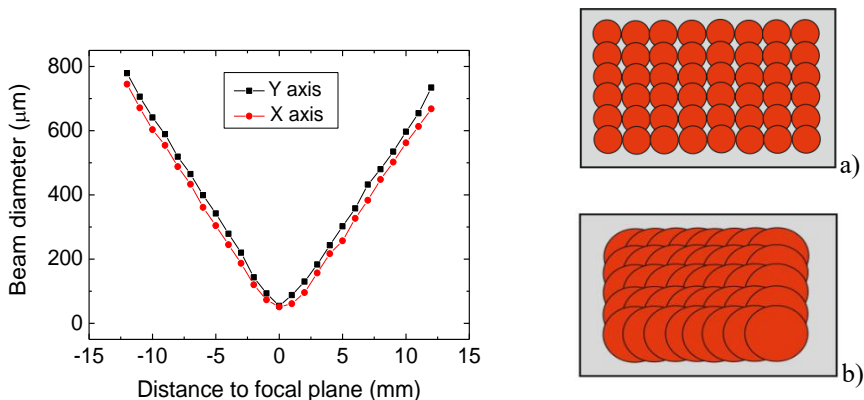 Beam diameter (µm)
800
600
400
200
0
-15
-10
-5
0
5
10
15
Distance to focal plane (mm)
Y axis
X axis
a)
b)